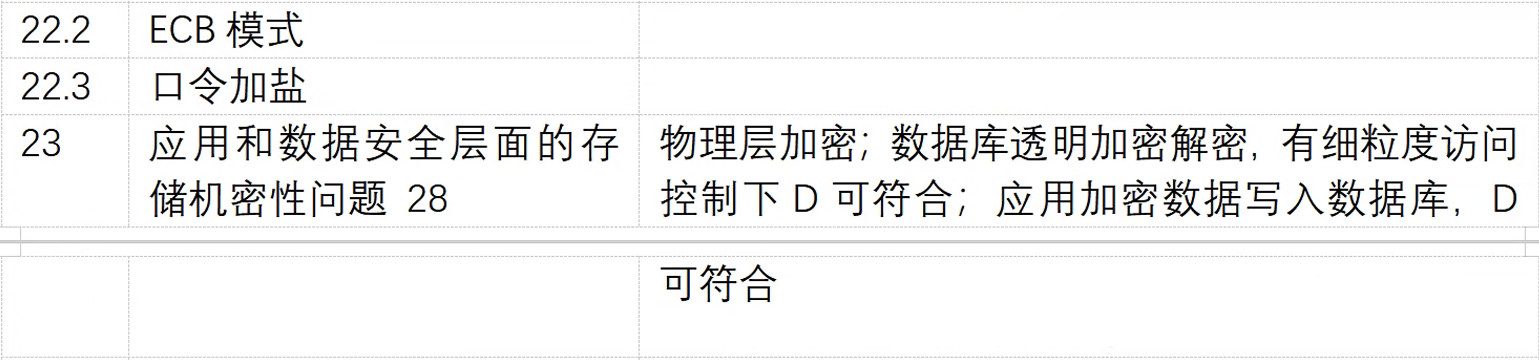 22.2 ECB 模式
22.3 口令加盐
23 应用和数据安全层面的存 物理层加密；数据库透明加密解密，有细粒度访问
储机密性问题 28 控制下 D 可符合；应用加密数据写入数据库，D
可符合